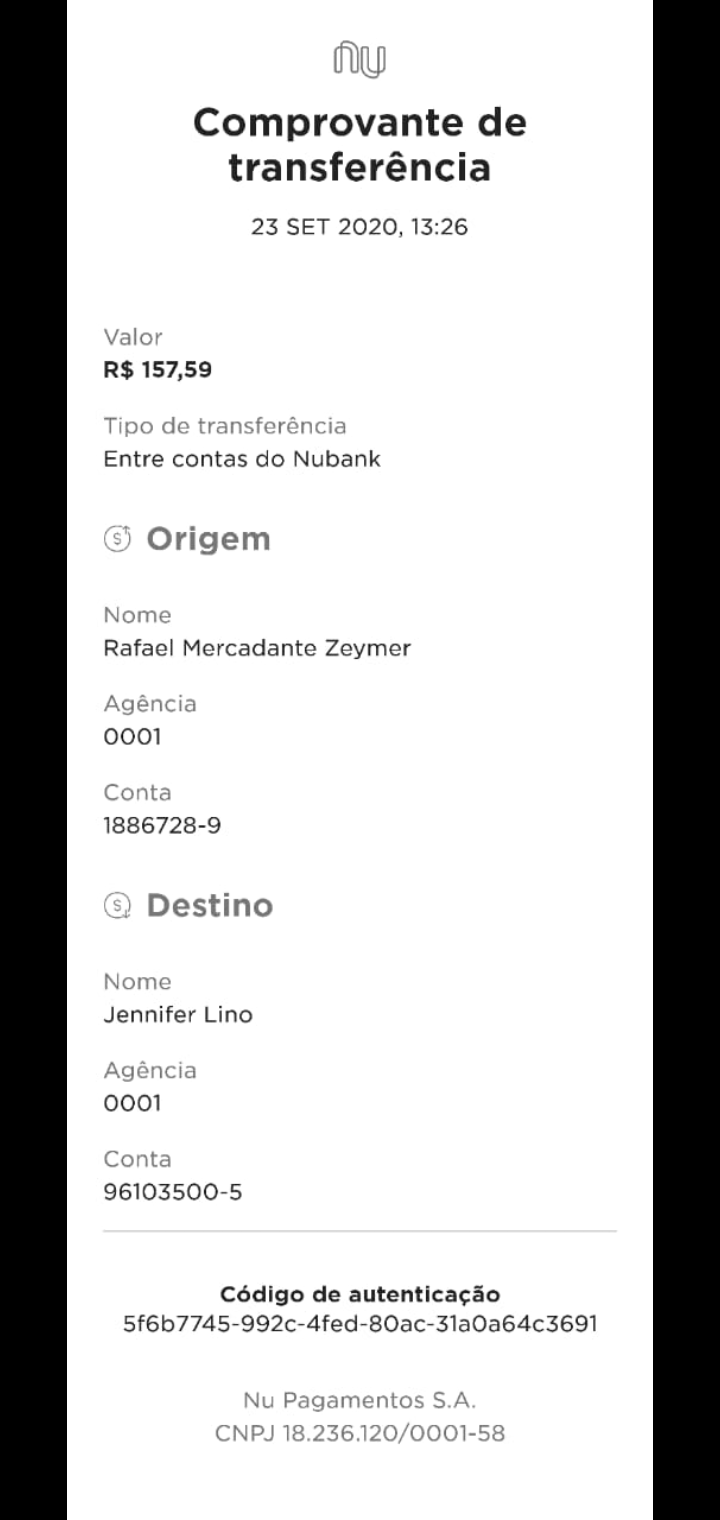 nu
Comprovante de
transferência
23 SET 2020, 13:26
Valor
R$ 157,59
Tipo de transferência
Entre contas do Nubank
Origem
Nome
Rafael Mercadante Zeymer
Agência
0001
Conta
1886728-9
Destino
Nome
Jennifer Lino
Agência
0001
Conta
96103500-5
Código de autenticação
5f6b7745-992c-4fed-80ac-31a0a64c3691
Nu Pagamentos S.A.
CNPJ 18.236.120/0001-58